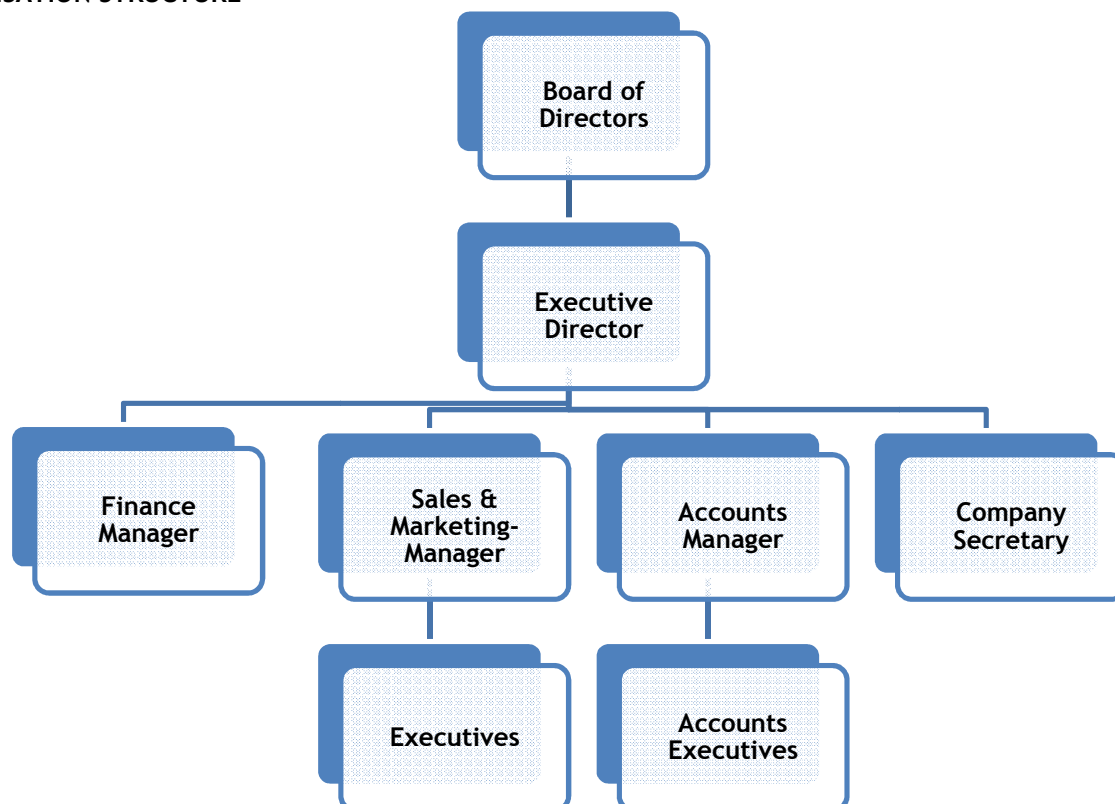 Board of
Directors
Executive
Director
Finance
Manager
Sales &
Marketing-
Manager
Accounts
Manager
Company
Secretary
Executives
Accounts
Executives